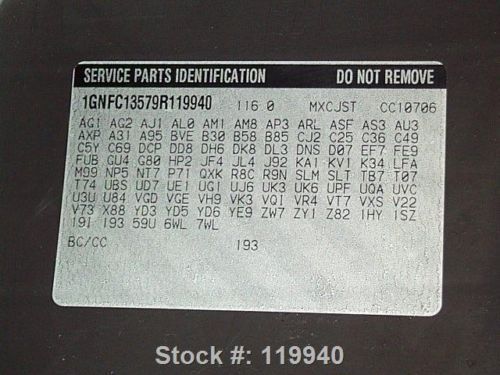 SERVICE PARTS IDENTIFICATION DO NOT REMOVE
1GNFC13579R119940 116.0 MXCJST CC10706
AG1 AG2 AJ1 AL0 AM1 AM8 AP3 ARL ASF AS3 AU3
AXP A31 A95 BVE B30 B58 B85 CJ2 C25 C36 C49
C5Y C69 DCP DD8 DH6 DK8 DL3 DNS D07 EF7 FE9
FUB GU4 G80 HP2 JF4 JL4 J92 KA1 KV1 K34 LFA
M99 NP5 NT7 P71 QXK R8C R9N SLM SLT TB7 T07
T74 UBS UD7 UE1 UG1 UJ6 UK3 UK6 UPF UQA UVC
U3U U84 VGD VGE VH9 VK3 VQ1 VR4 VT7 VXS V22
V73 X88 YD3 YD5 YD6 YE9 ZW7 ZY1 Z82 1HY 1SZ
19I 193 59U 6WL 7WL
BC/CC 193
Stock #: 119940